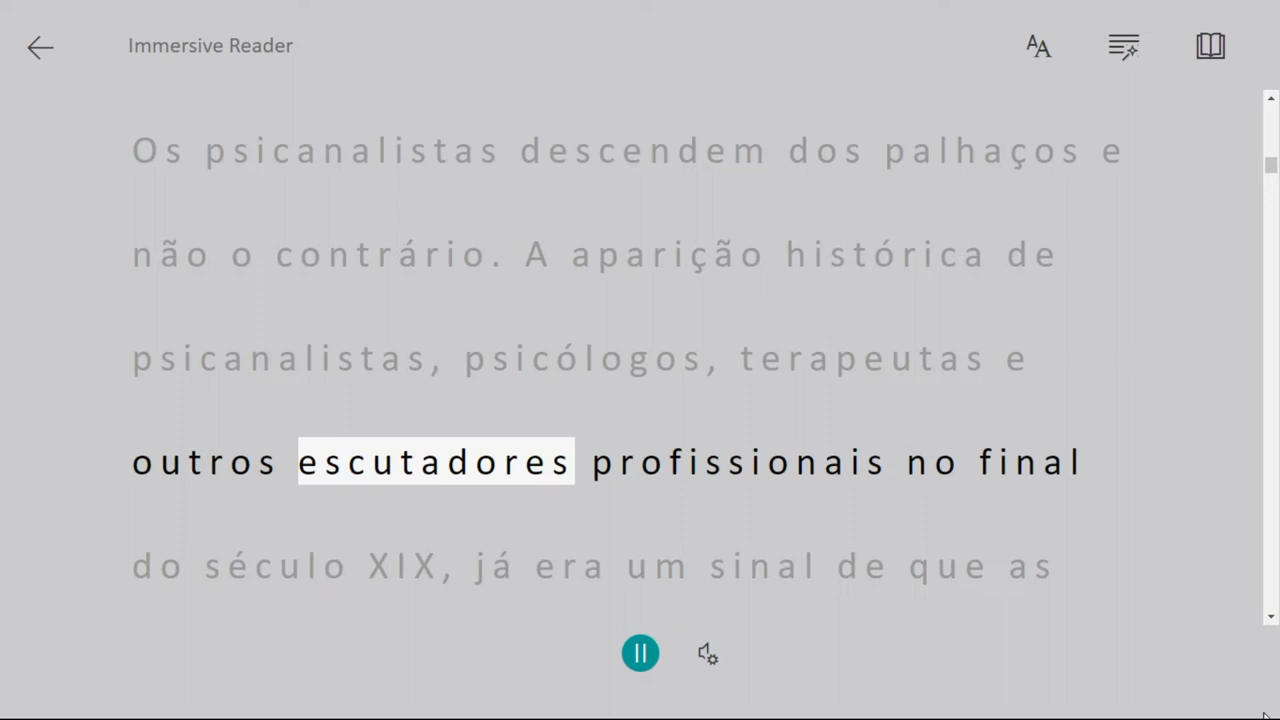 Immersive Reader
Os psicanalistas descendem dos palhaços e
não o contrário. A aparição histórica de
psicanalistas, psicólogos, terapeutas e
outros escutadores profissionais no final
do século XIX, já era um sinal de que as